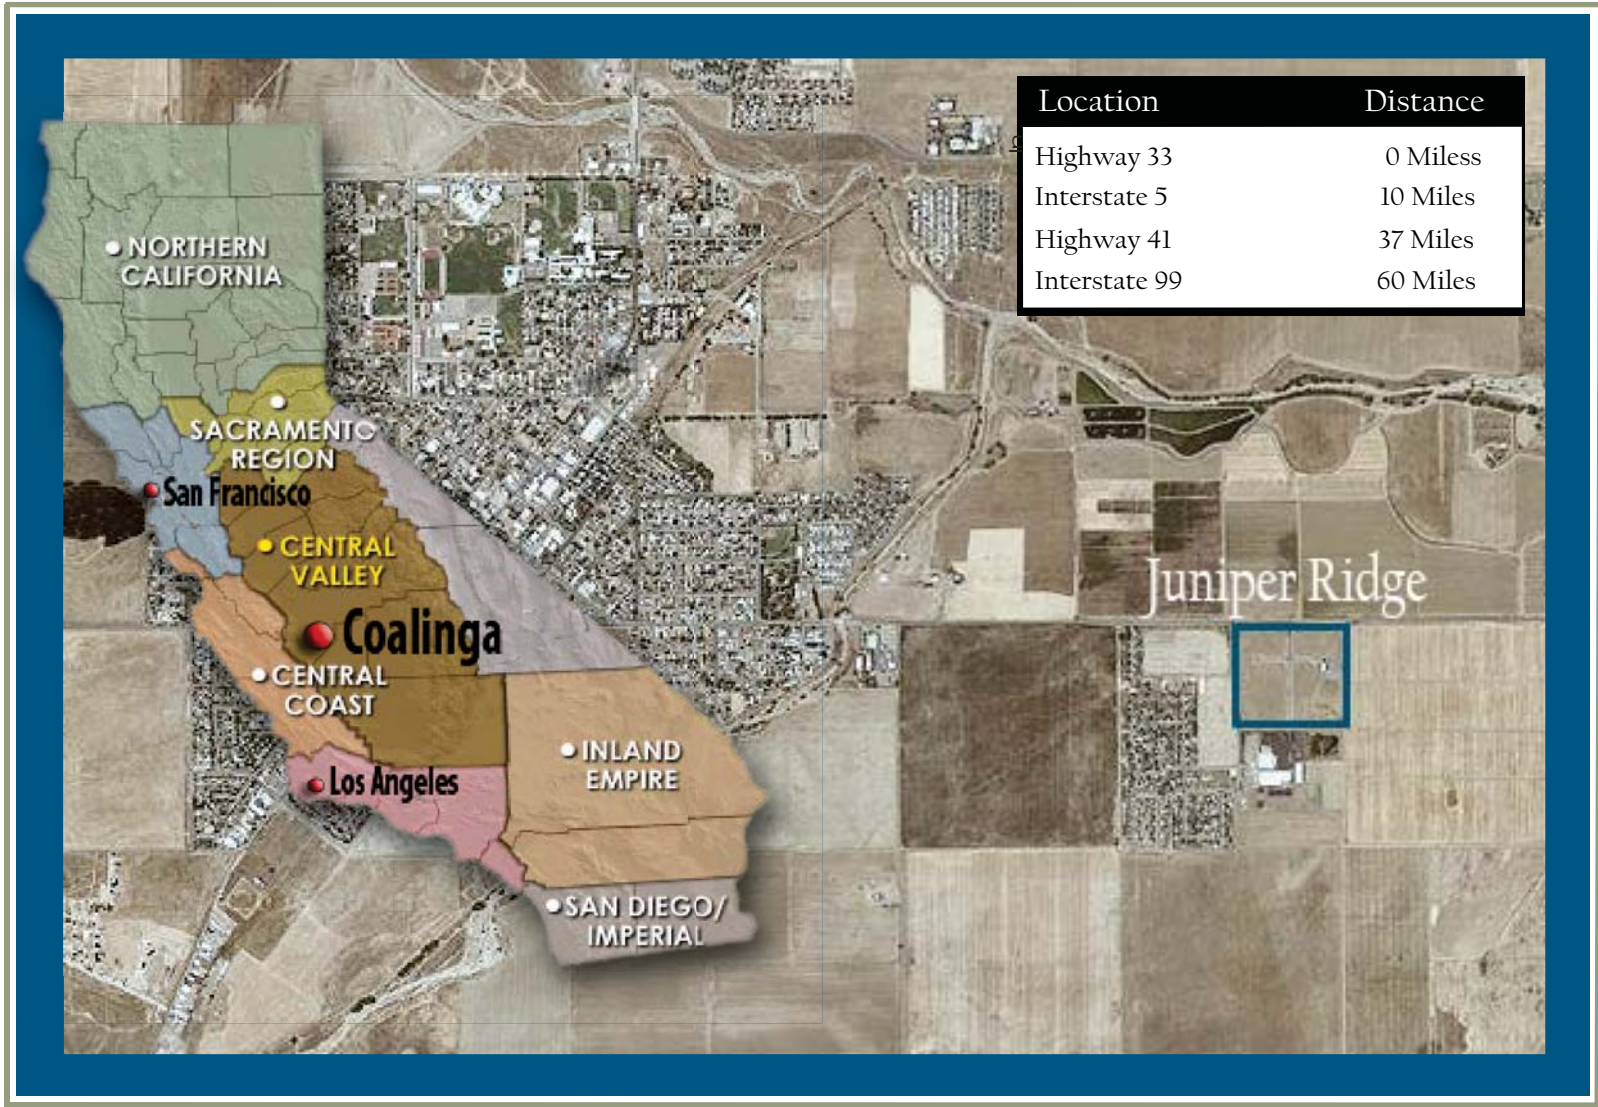 Location Distance
Highway 33 0 Miless
Interstate 5 10 Miles
Highway 41 37 Miles
Interstate 99 60 Miles
NORTHERN
CALIFORNIA
SACRAMENTO
REGION
San Francisco
CENTRAL
VALLEY
Coalinga
CENTRAL
COAST
Los Angeles
INLAND
EMPIRE
SAN DIEGO/
IMPERIAL
Juniper Ridge